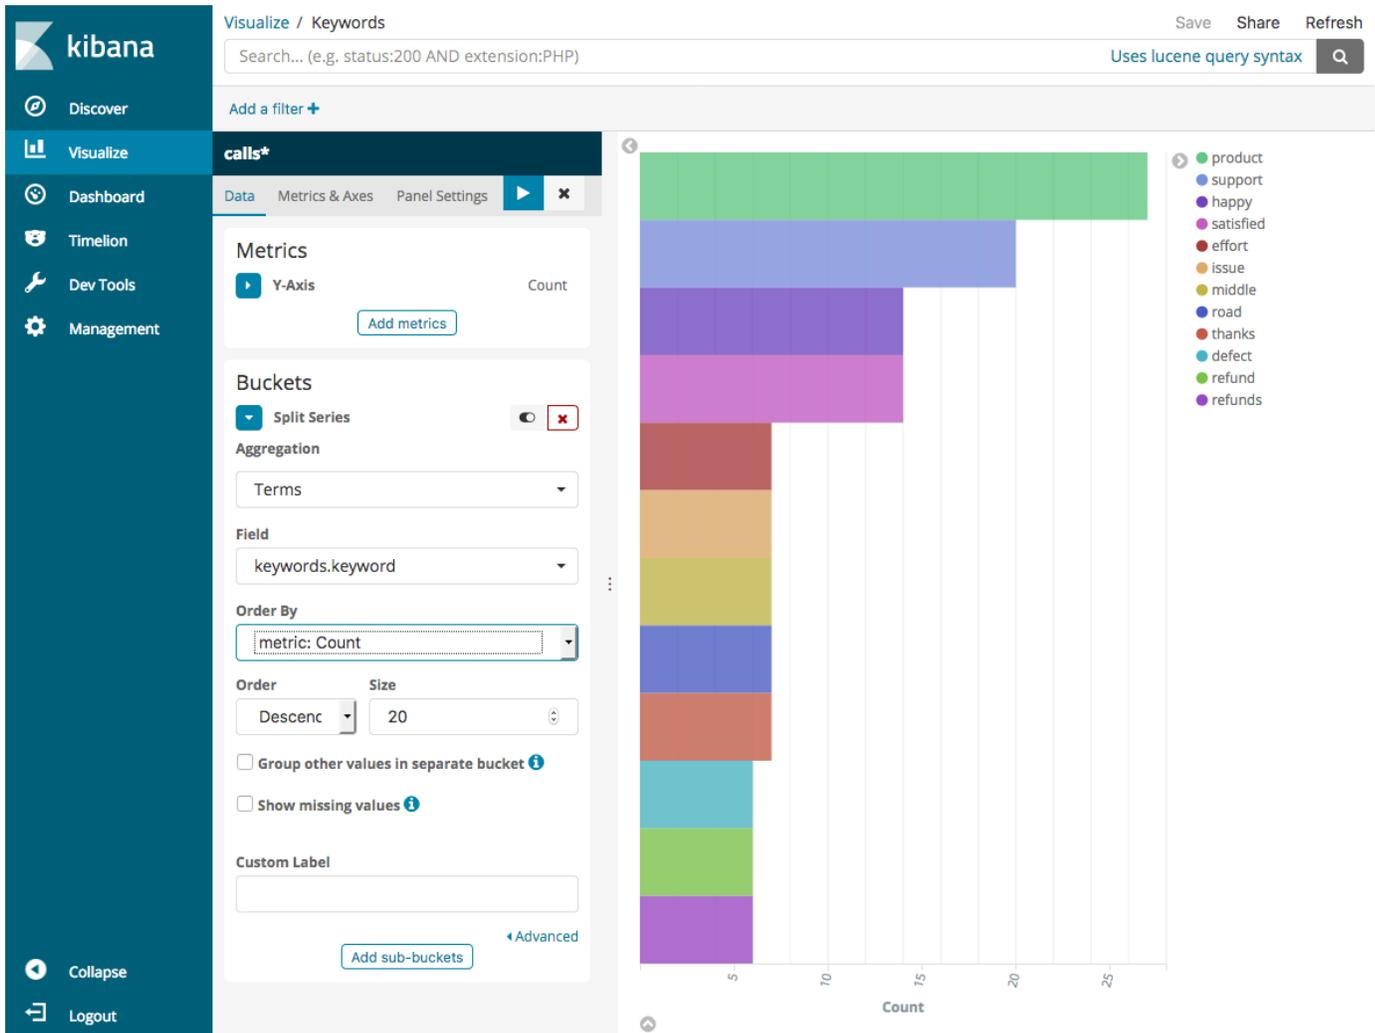 kibana
Discover
Visualize
Dashboard
Timelion
Dev Tools
Management
Collapse
Logout
Visualize / Keywords
Save Share Refresh
Search... (e.g. status:200 AND extension:PHP) Uses lucene query syntax
Add a filter +
calls*
Data Metrics & Axes Panel Settings
Metrics
Y-Axis Count
Add metrics
Buckets
Split Series
Aggregation
Terms
Field
keywords.keyword
Order By
metric: Count
Order Size
Descenc 20
Group other values in separate bucket
Show missing values
Custom Label
Advanced
Add sub-buckets
5 10 15 20 25
Count
product
support
happy
satisfied
effort
issue
middle
road
thanks
defect
refund
refunds